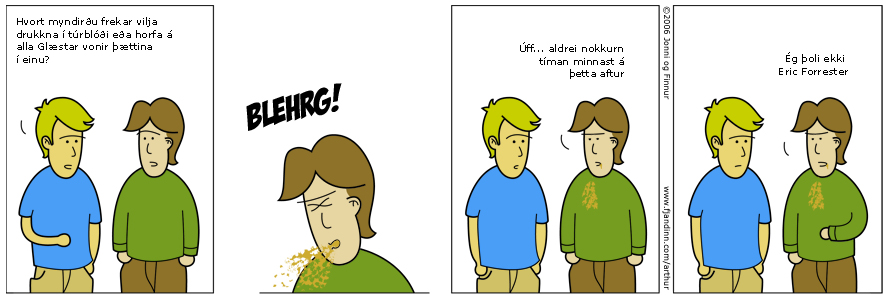 Hvort myndirðu frekar vilja
drukkna í túrblóði eða horfa á
alla Glæstar vonir þættina
í einu?
BLEHRG!
Úff... aldrei nokkurn
tíman minnast á
þetta aftur
©2006 Jonni og Finnur
www.fjandinn.com/arthur
Ég þoli ekki
Eric Forrester